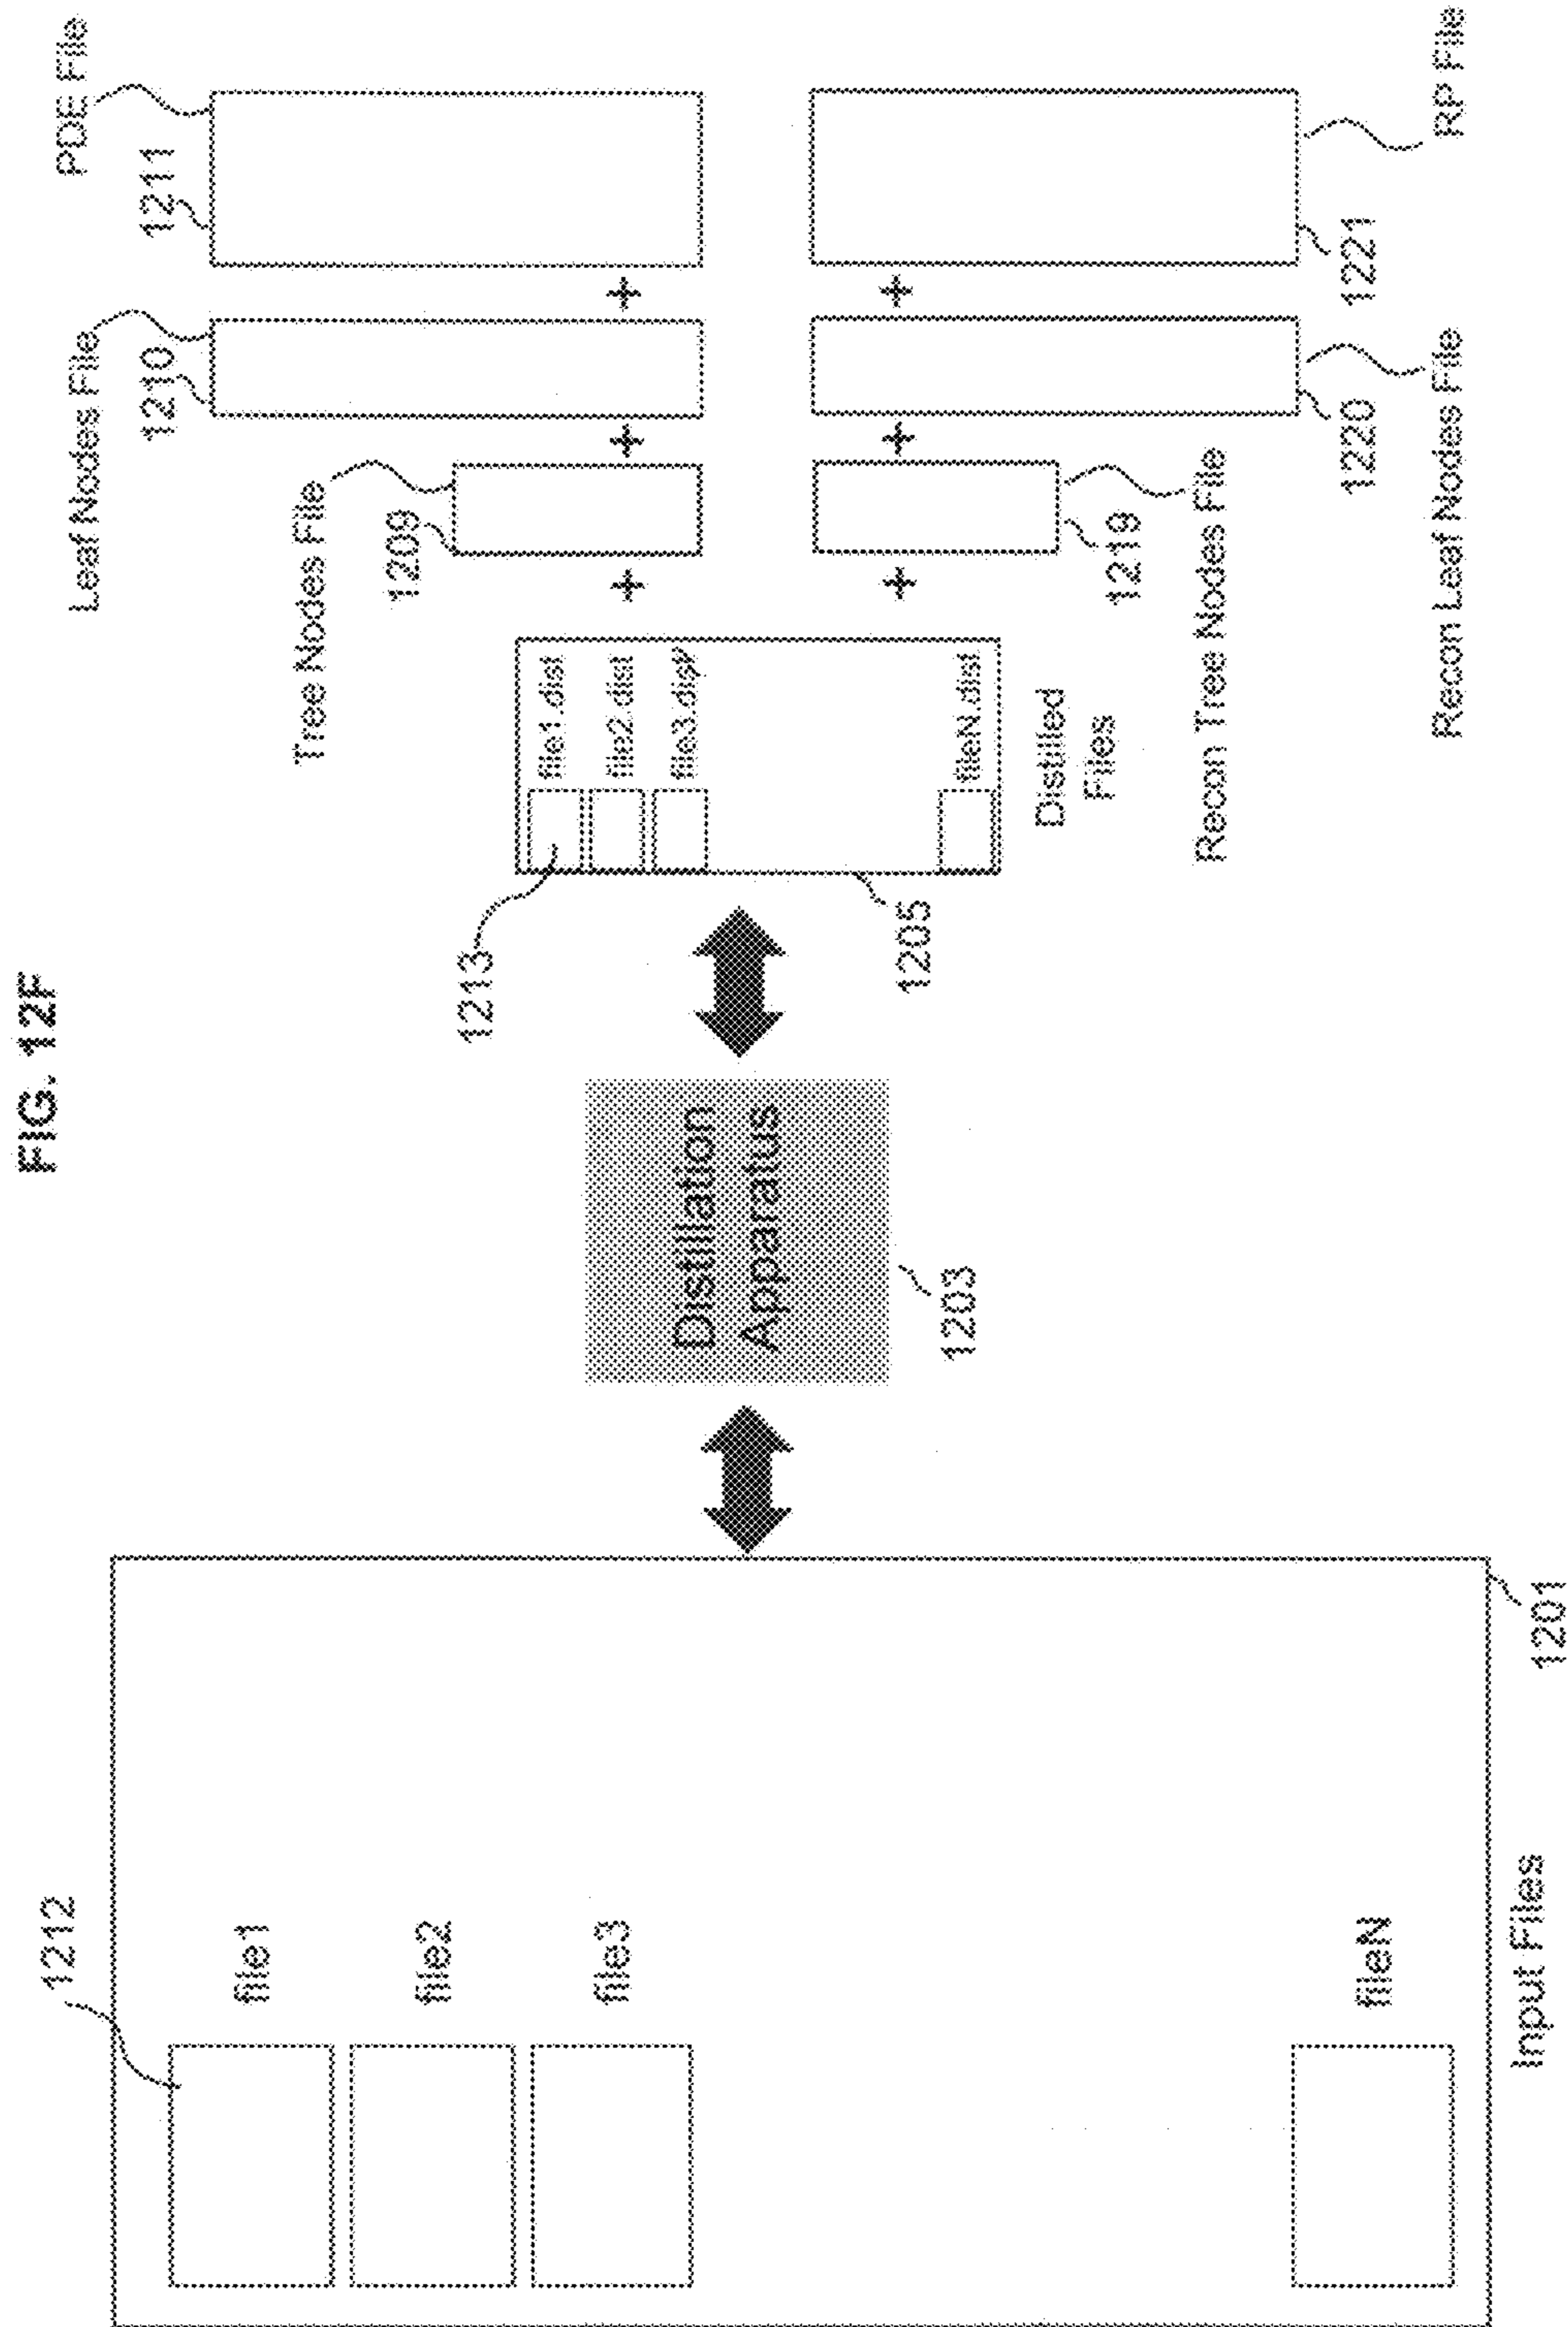 FIG. 12F
1212
file1
file2
file3
fileN
Input Files
1201
Distillation
Apparatus
1203
1213
file1.dist
file2.dist
file3.dist
fileN.dist
1205
Distilled
Files
Tree Nodes File
1209
Leaf Nodes File
1210
PDE File
1211
+
+
+
+
+
+
1219
Recon Tree Nodes File
1220
Recon Leaf Nodes File
1221
RP File